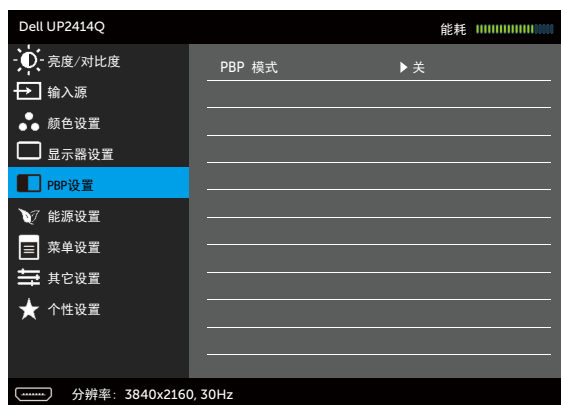 Dell UP2414Q
能耗
亮度/对比度
PBP 模式
关
输入源
颜色设置
显示器设置
PBP设置
能源设置
菜单设置
其它设置
个性设置
分辨率: 3840x2160, 30Hz